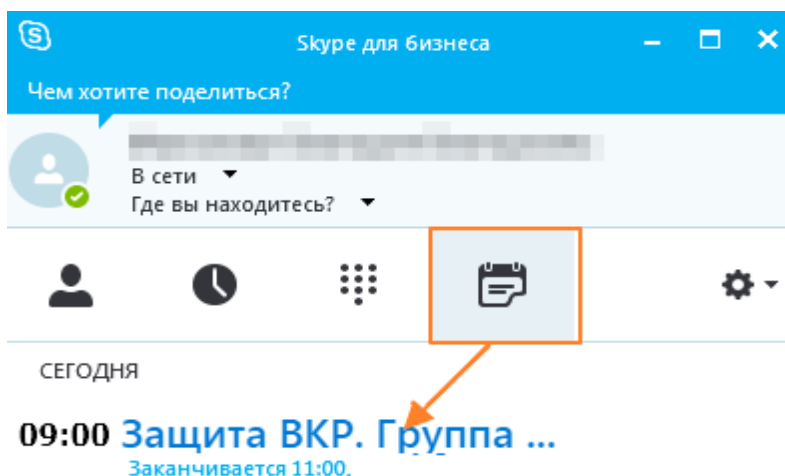 Skype для бизнеса
Чем хотите поделиться?
В сети
Где вы находитесь?
СЕГОДНЯ
09:00 Защита ВКР. Группа ...
Заканчивается 11:00,